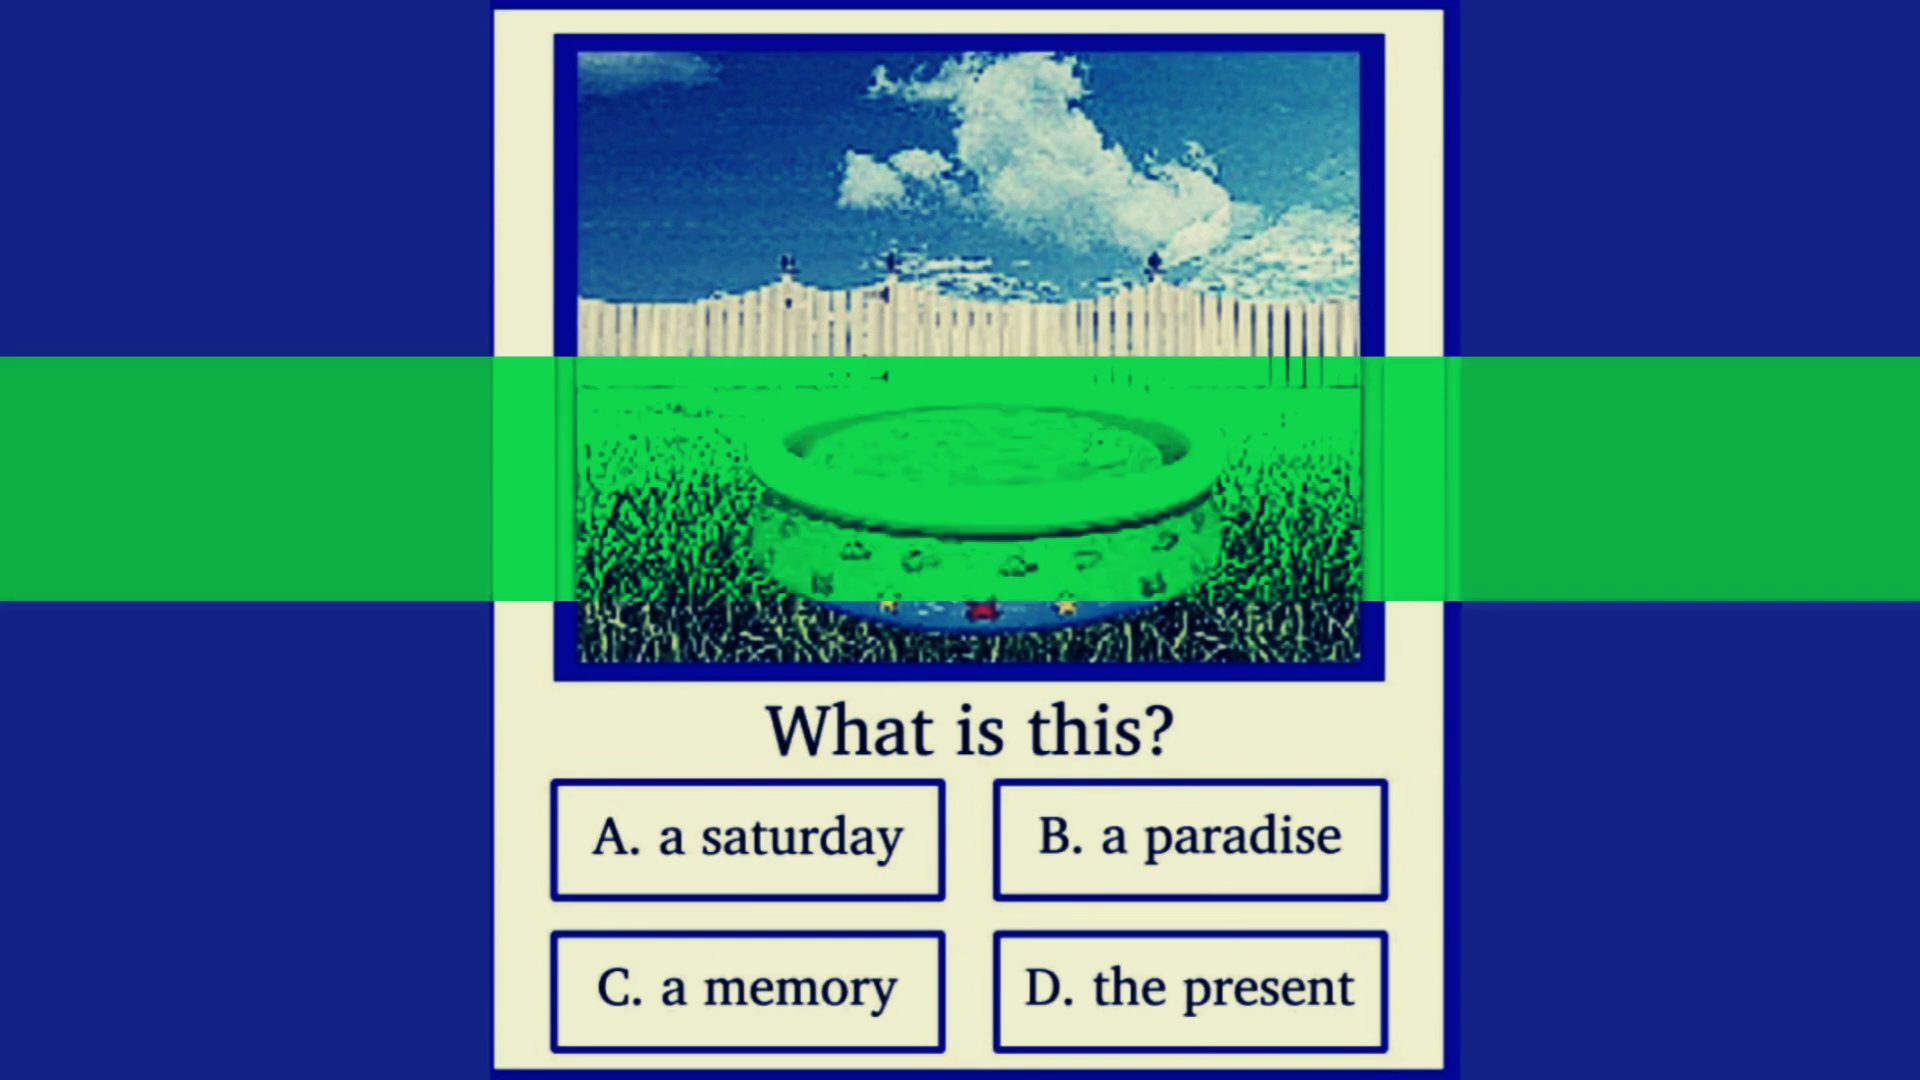 What is this?
A. a saturday
B. a paradise
C. a memory
D. the present